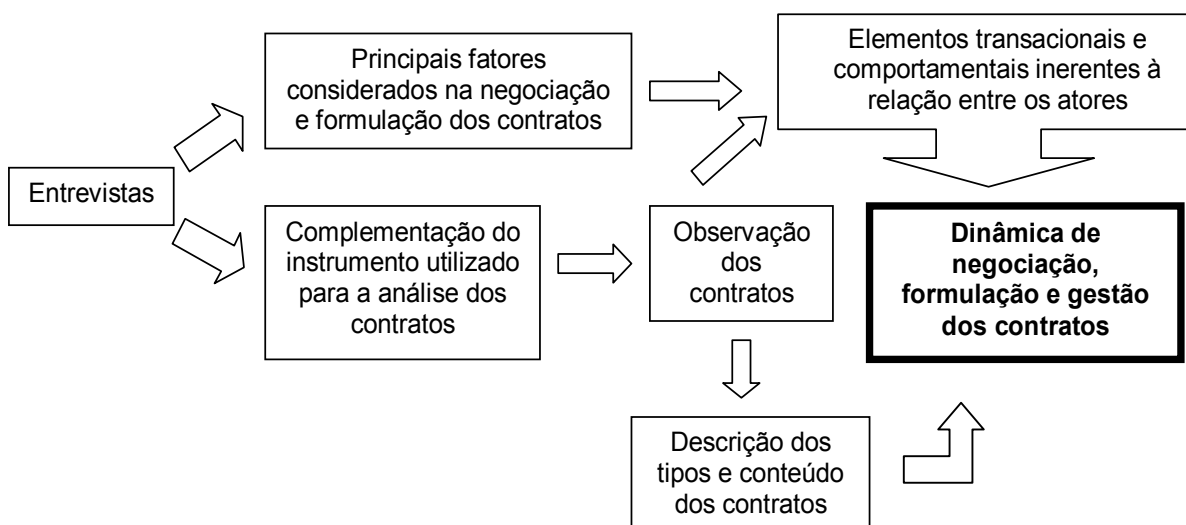 Principais fatores
considerados na negociação
e formulação dos contratos
Elementos transacionais e
comportamentais inerentes à
relação entre os atores
Entrevistas
Complementação do
instrumento utilizado
para a análise dos
contratos
Observação
dos
contratos
Dinâmica de
negociação,
formulação e gestão
dos contratos
Descrição dos
tipos e conteúdo
dos contratos